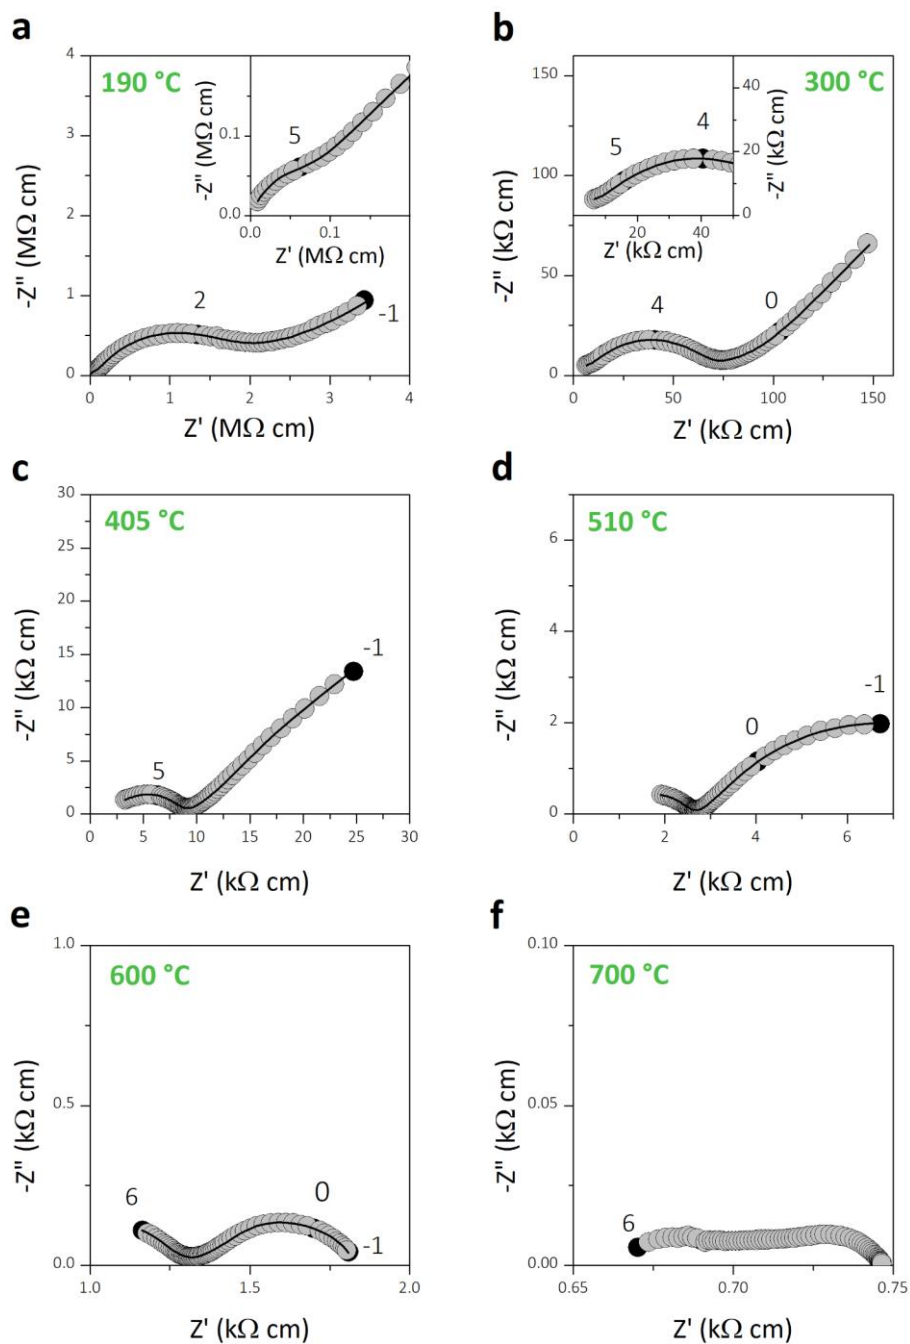 a
190 °C
4
3
2
1
0
0 1 2 3 4
-Z'' (MΩ cm)
Z' (MΩ cm)
2
-1
0.1
0.0
0.0 0.1
-Z'' (MΩ cm)
Z' (MΩ cm)
5
b
300 °C
150
100
50
0
0 25 50 75 100 125 150
-Z'' (kΩ cm)
Z' (kΩ cm)
4
0
40
20
0
20 40
-Z'' (kΩ cm)
Z' (kΩ cm)
5
4
c
405 °C
30
25
20
15
10
5
0
0 5 10 15 20 25 30
-Z'' (kΩ cm)
Z' (kΩ cm)
5
-1
d
510 °C
6
4
2
0
0 2 4 6
-Z'' (kΩ cm)
Z' (kΩ cm)
0
-1
e
600 °C
1.0
0.5
0.0
1.0 1.5 2.0
-Z'' (kΩ cm)
Z' (kΩ cm)
6
0
-1
f
700 °C
0.10
0.05
0.00
0.65 0.70 0.75
-Z'' (kΩ cm)
Z' (kΩ cm)
6